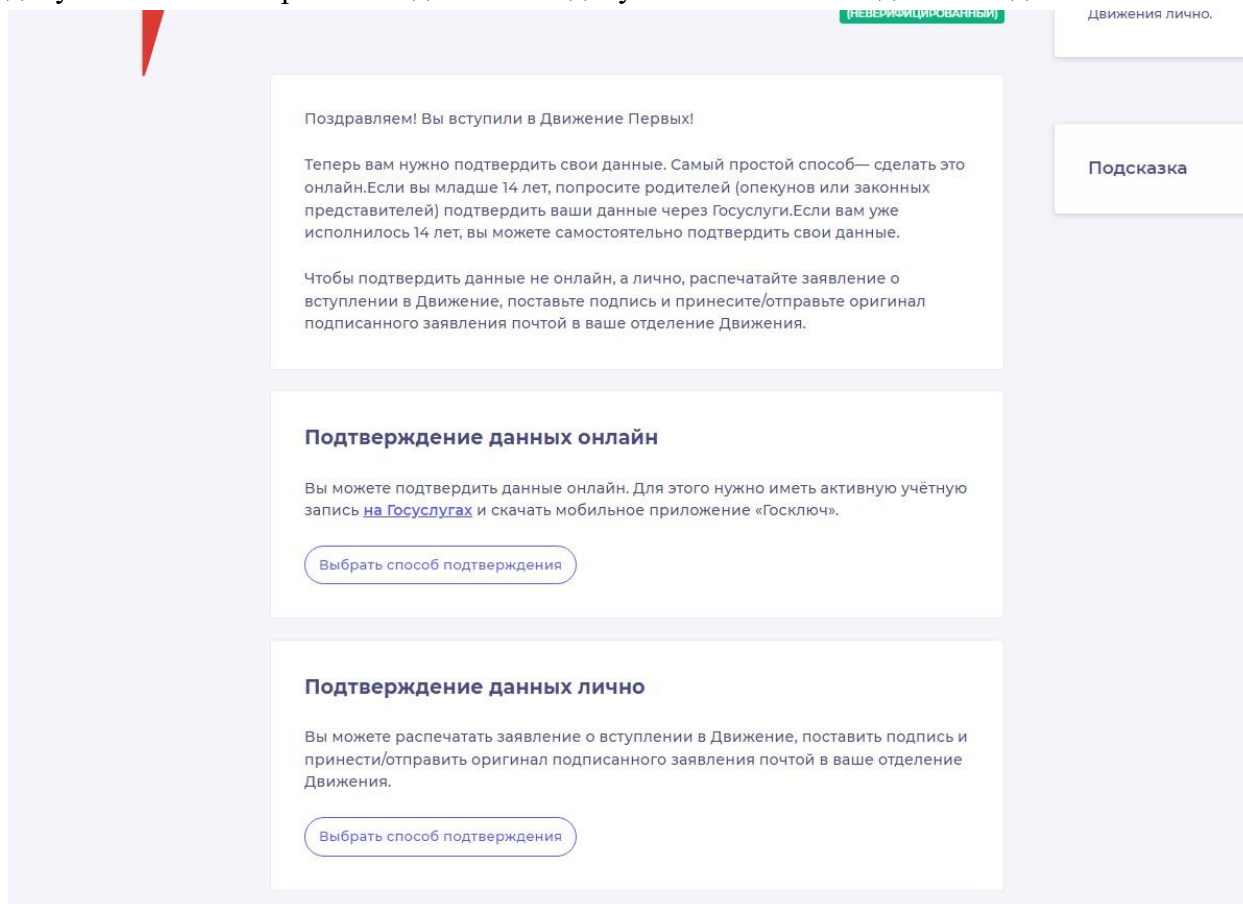 (НЕВЕРИФИЦИРОВАННЫЙ)
Движения лично.
Поздравляем! Вы вступили в Движение Первых!
Теперь вам нужно подтвердить свои данные. Самый простой способ— сделать это
онлайн.Если вы младше 14 лет, попросите родителей (опекунов или законных
представителей) подтвердить ваши данные через Госуслуги.Если вам уже
исполнилось 14 лет, вы можете самостоятельно подтвердить свои данные.
Чтобы подтвердить данные не онлайн, а лично, распечатайте заявление о
вступлении в Движение, поставьте подпись и принесите/отправьте оригинал
подписанного заявления почтой в ваше отделение Движения.
Подсказка
Подтверждение данных онлайн
Вы можете подтвердить данные онлайн. Для этого нужно иметь активную учётную
запись на Госуслугах и скачать мобильное приложение «Госключ».
Выбрать способ подтверждения
Подтверждение данных лично
Вы можете распечатать заявление о вступлении в Движение, поставить подпись и
принести/отправить оригинал подписанного заявления почтой в ваше отделение
Движения.
Выбрать способ подтверждения